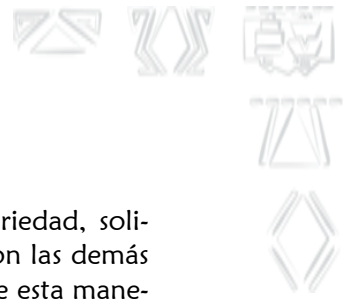 riedad, soli-
on las demás
e esta mane-